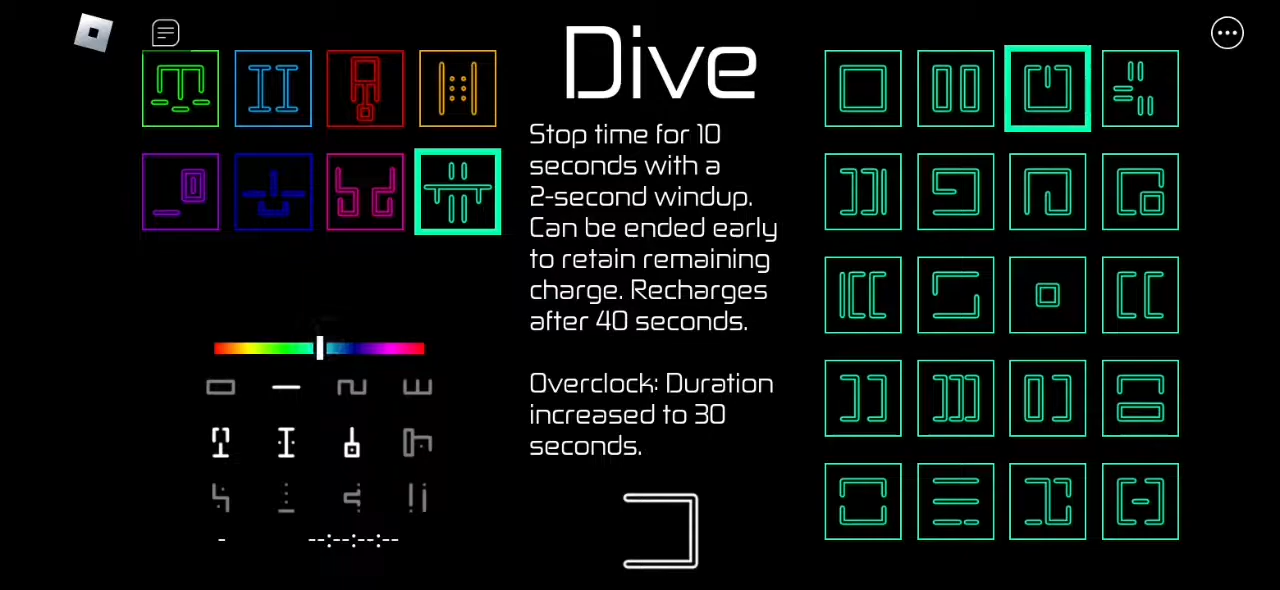 Dive
Stop time for 10
seconds with a
2-second windup.
Can be ended early
to retain remaining
charge. Recharges
after 40 seconds.
Overclock: Duration
increased to 30
seconds.
- --:--:--:--